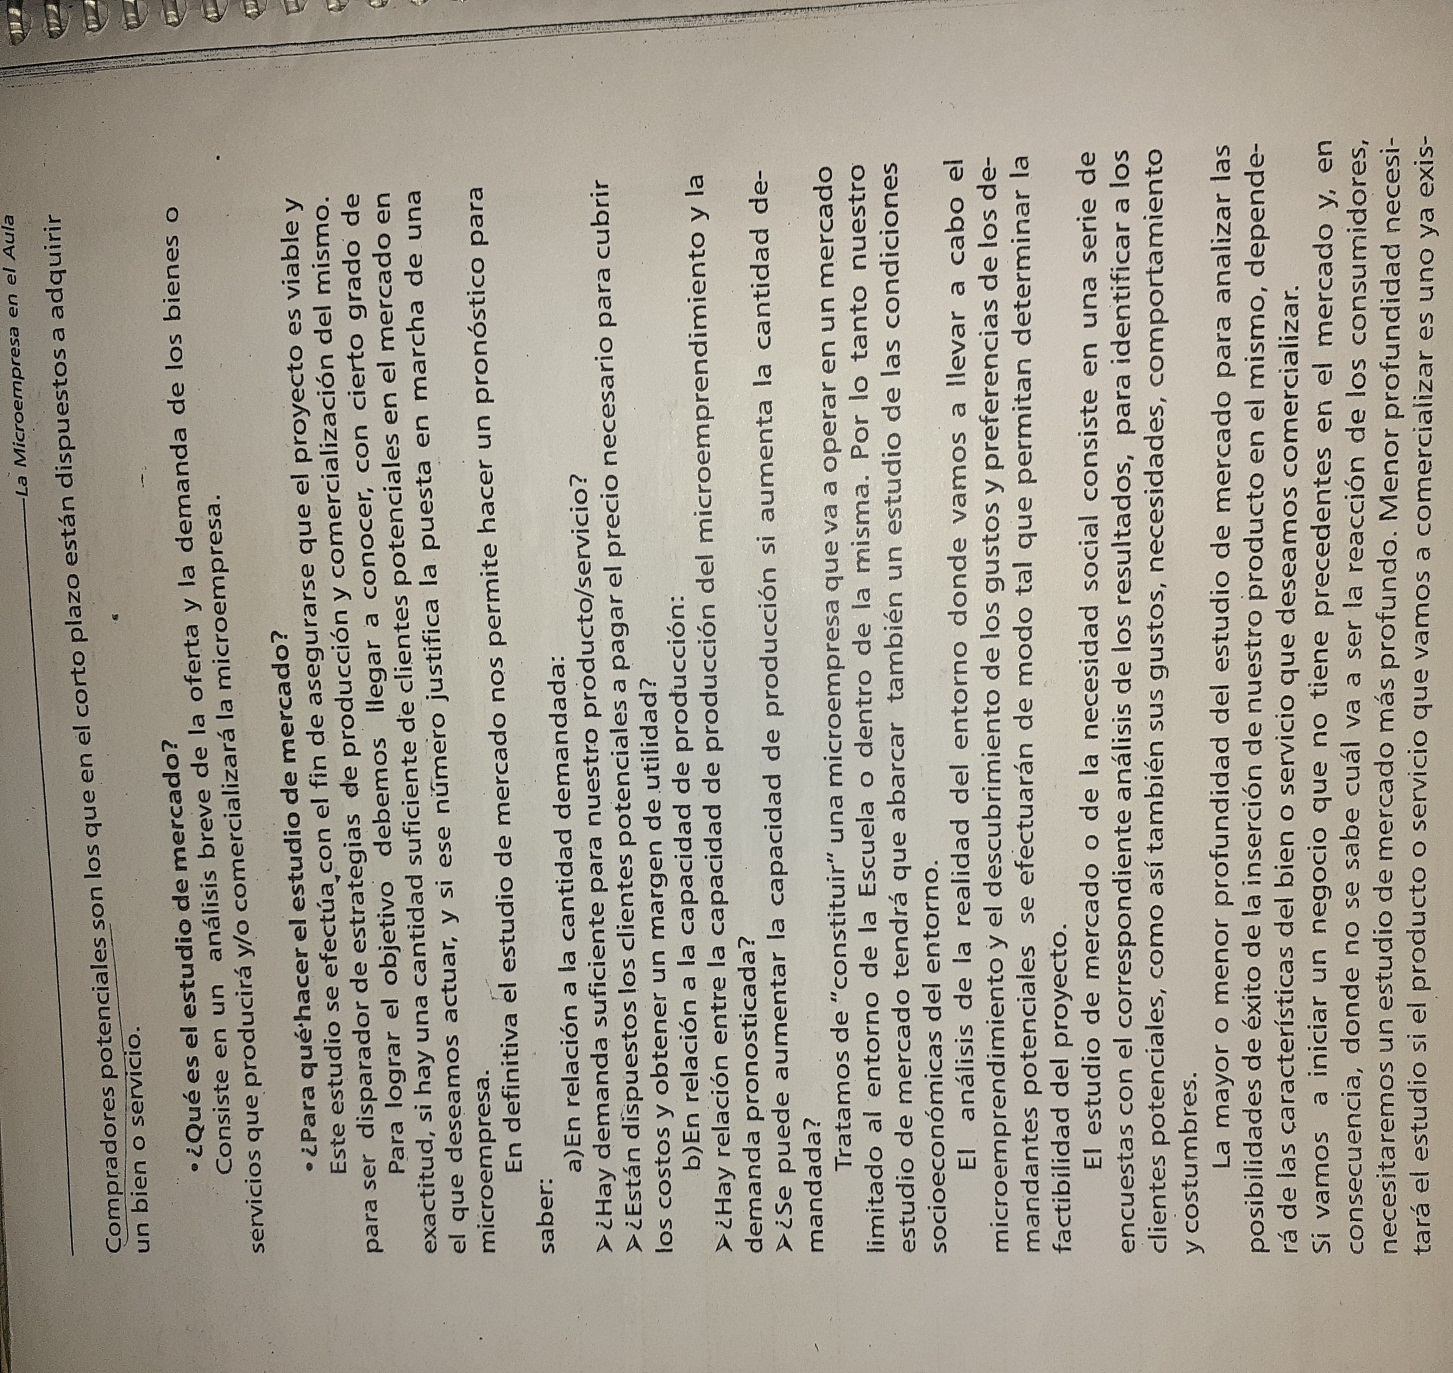 La Microempresa en el Aula
Compradores potenciales son los que en el corto plazo están dispuestos a adquirir
un bien o servicio.
•¿Qué es el estudio de mercado?
Consiste en un análisis breve de la oferta y la demanda de los bienes o
servicios que producirá y/o comercializará la microempresa.
•¿Para qué hacer el estudio de mercado?
Este estudio se efectúa con el fin de asegurarse que el proyecto es viable y
para ser disparador de estrategias de producción y comercialización del mismo.
Para lograr el objetivo debemos llegar a conocer, con cierto grado de
exactitud, si hay una cantidad suficiente de clientes potenciales en el mercado en
el que deseamos actuar, y si ese número justifica la puesta en marcha de una
microempresa.
En definitiva el estudio de mercado nos permite hacer un pronóstico para
saber:
a)En relación a la cantidad demandada:
➤¿Hay demanda suficiente para nuestro producto/servicio?
➤¿Están dispuestos los clientes potenciales a pagar el precio necesario para cubrir
los costos y obtener un margen de utilidad?
b)En relación a la capacidad de producción:
➤¿Hay relación entre la capacidad de producción del microemprendimiento y la
demanda pronosticada?
➤¿Se puede aumentar la capacidad de producción si aumenta la cantidad de-
mandada?
Tratamos de "constituir" una microempresa que va a operar en un mercado
limitado al entorno de la Escuela o dentro de la misma. Por lo tanto nuestro
estudio de mercado tendrá que abarcar también un estudio de las condiciones
socioeconómicas del entorno.
El análisis de la realidad del entorno donde vamos a llevar a cabo el
microemprendimiento y el descubrimiento de los gustos y preferencias de los de-
mandantes potenciales se efectuarán de modo tal que permitan determinar la
factibilidad del proyecto.
El estudio de mercado o de la necesidad social consiste en una serie de
encuestas con el correspondiente análisis de los resultados, para identificar a los
clientes potenciales, como así también sus gustos, necesidades, comportamiento
y costumbres.
La mayor o menor profundidad del estudio de mercado para analizar las
posibilidades de éxito de la inserción de nuestro producto en el mismo, depende-
rá de las características del bien o servicio que deseamos comercializar.
Si vamos a iniciar un negocio que no tiene precedentes en el mercado y, en
consecuencia, donde no se sabe cuál va a ser la reacción de los consumidores,
necesitaremos un estudio de mercado más profundo. Menor profundidad necesi-
tará el estudio si el producto o servicio que vamos a comercializar es uno ya exis-